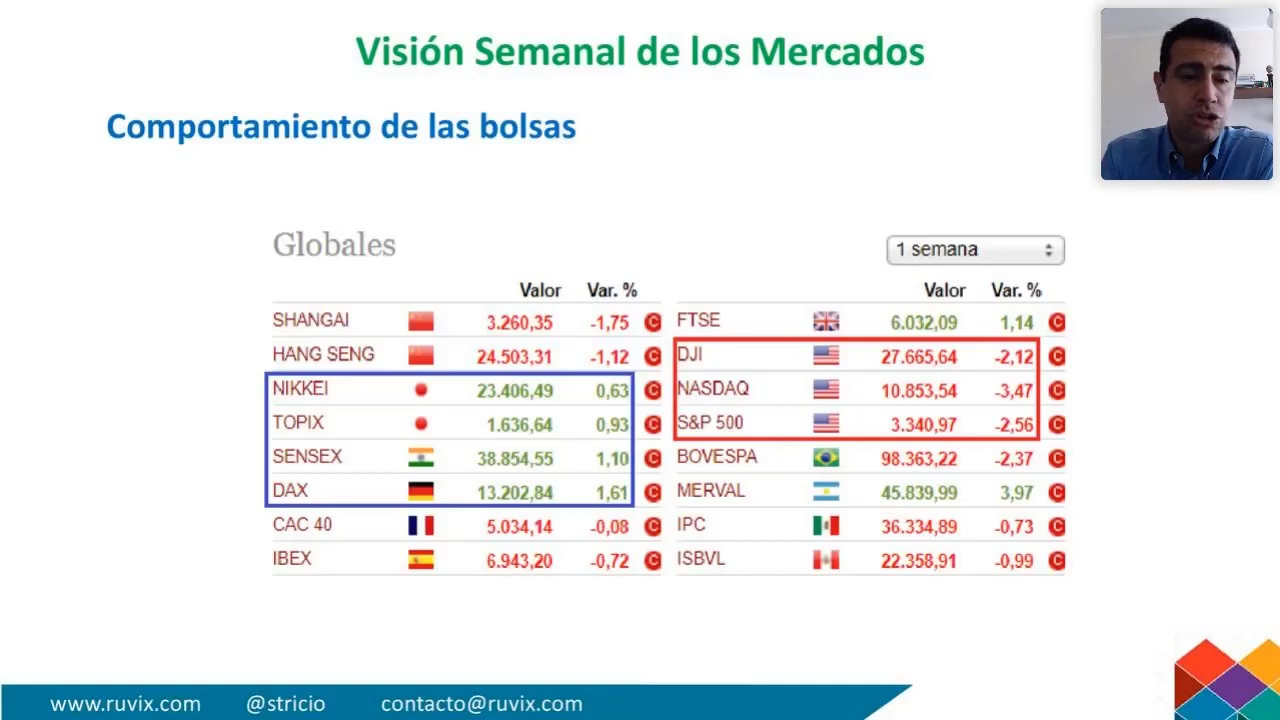 Visión Semanal de los Mercados
Comportamiento de las bolsas
Globales
1 semana
Valor Var. %
SHANGAI 3.260,35 -1,75 C
HANG SENG 24.503,31 -1,12 C
NIKKEI 23.406,49 0,63 C
TOPIX 1.636,64 0,93 C
SENSEX 38.854,55 1,10 C
DAX 13.202,84 1,61 C
CAC 40 5.034,14 -0,08 C
IBEX 6.943,20 -0,72 C
Valor Var. %
FTSE 6.032,09 1,14 C
DJI 27.665,64 -2,12 C
NASDAQ 10.853,54 -3,47 C
S&P 500 3.340,97 -2,56 C
BOVESPA 98.363,22 -2,37 C
MERVAL 45.839,99 3,97 C
IPC 36.334,89 -0,73 C
ISBVL 22.358,91 -0,99 C
www.ruvix.com @stricio contacto@ruvix.com